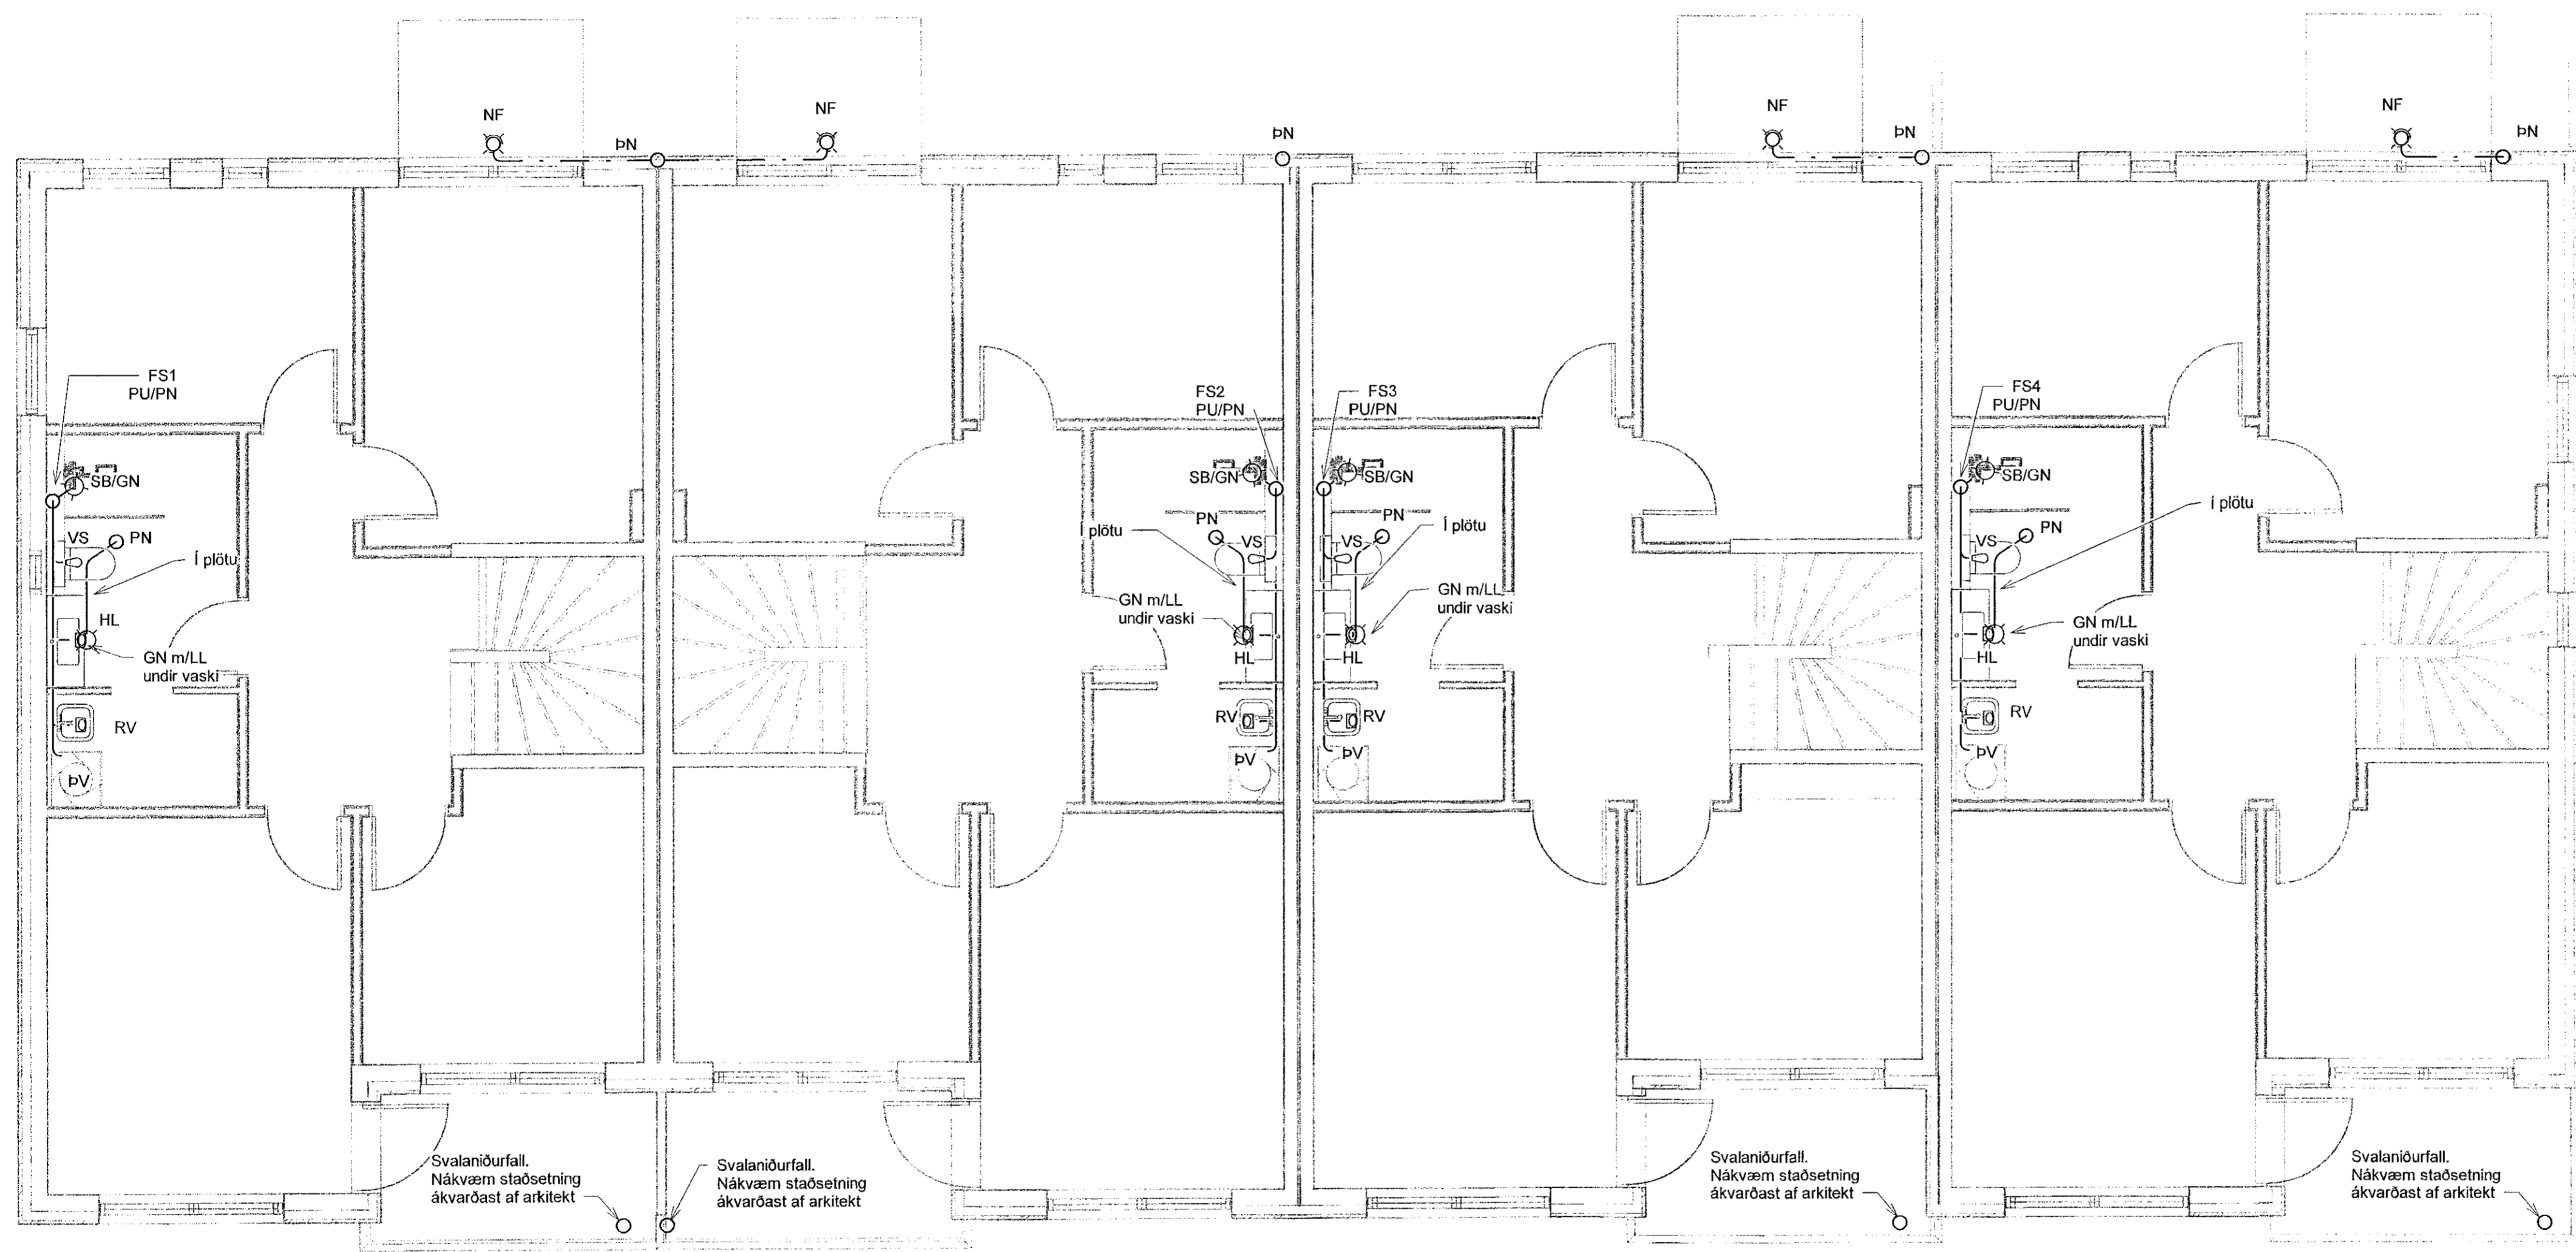 NF
NF
NF
NF
ÞN
ÞN
ÞN
ÞN
FS1
PU/PN
FS2
PU/PN
FS3
PU/PN
FS4
PU/PN
SB/GN
SB/GN
SB/GN
SB/GN
VS
PN
Í plötu
HL
GN m/LL
undir vaski
RV
ÞV
PN
Í plötu
VS
GN m/LL
undir vaski
HL
RV
ÞV
PN
VS
Í plötu
GN m/LL
undir vaski
HL
RV
ÞV
PN
VS
Í plötu
GN m/LL
undir vaski
HL
RV
ÞV
Svalaniðurfall.
Nákvæm staðsetning
ákvarðast af arkitekt
Svalaniðurfall.
Nákvæm staðsetning
ákvarðast af arkitekt
Svalaniðurfall.
Nákvæm staðsetning
ákvarðast af arkitekt
Svalaniðurfall.
Nákvæm staðsetning
ákvarðast af arkitekt